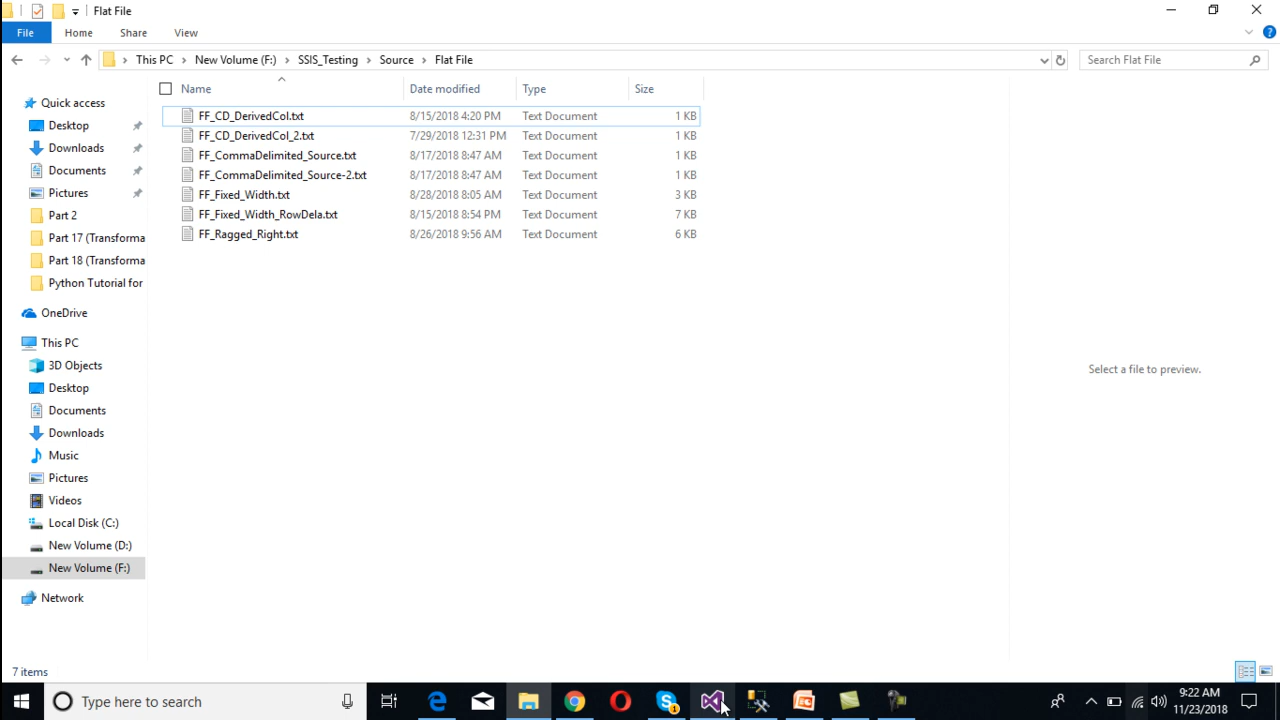 Flat File
File Home Share View
This PC New Volume (F:) SSIS_Testing Source Flat File Search Flat File
Name Date modified Type Size
FF_CD_DerivedCol.txt 8/15/2018 4:20 PM Text Document 1 KB
FF_CD_DerivedCol_2.txt 7/29/2018 12:31 PM Text Document 1 KB
FF_CommaDelimited_Source.txt 8/17/2018 8:47 AM Text Document 1 KB
FF_CommaDelimited_Source-2.txt 8/17/2018 8:47 AM Text Document 1 KB
FF_Fixed_Width.txt 8/28/2018 8:05 AM Text Document 3 KB
FF_Fixed_Width_RowDela.txt 8/15/2018 8:54 PM Text Document 7 KB
FF_Ragged_Right.txt 8/26/2018 9:56 AM Text Document 6 KB
Quick access
Desktop
Downloads
Documents
Pictures
Part 2
Part 17 (Transforma
Part 18 (Transforma
Python Tutorial for
OneDrive
This PC
3D Objects
Desktop
Documents
Downloads
Music
Pictures
Videos
Local Disk (C:)
New Volume (D:)
New Volume (F:)
Network
Select a file to preview.
7 items
Type here to search
9:22 AM
11/23/2018